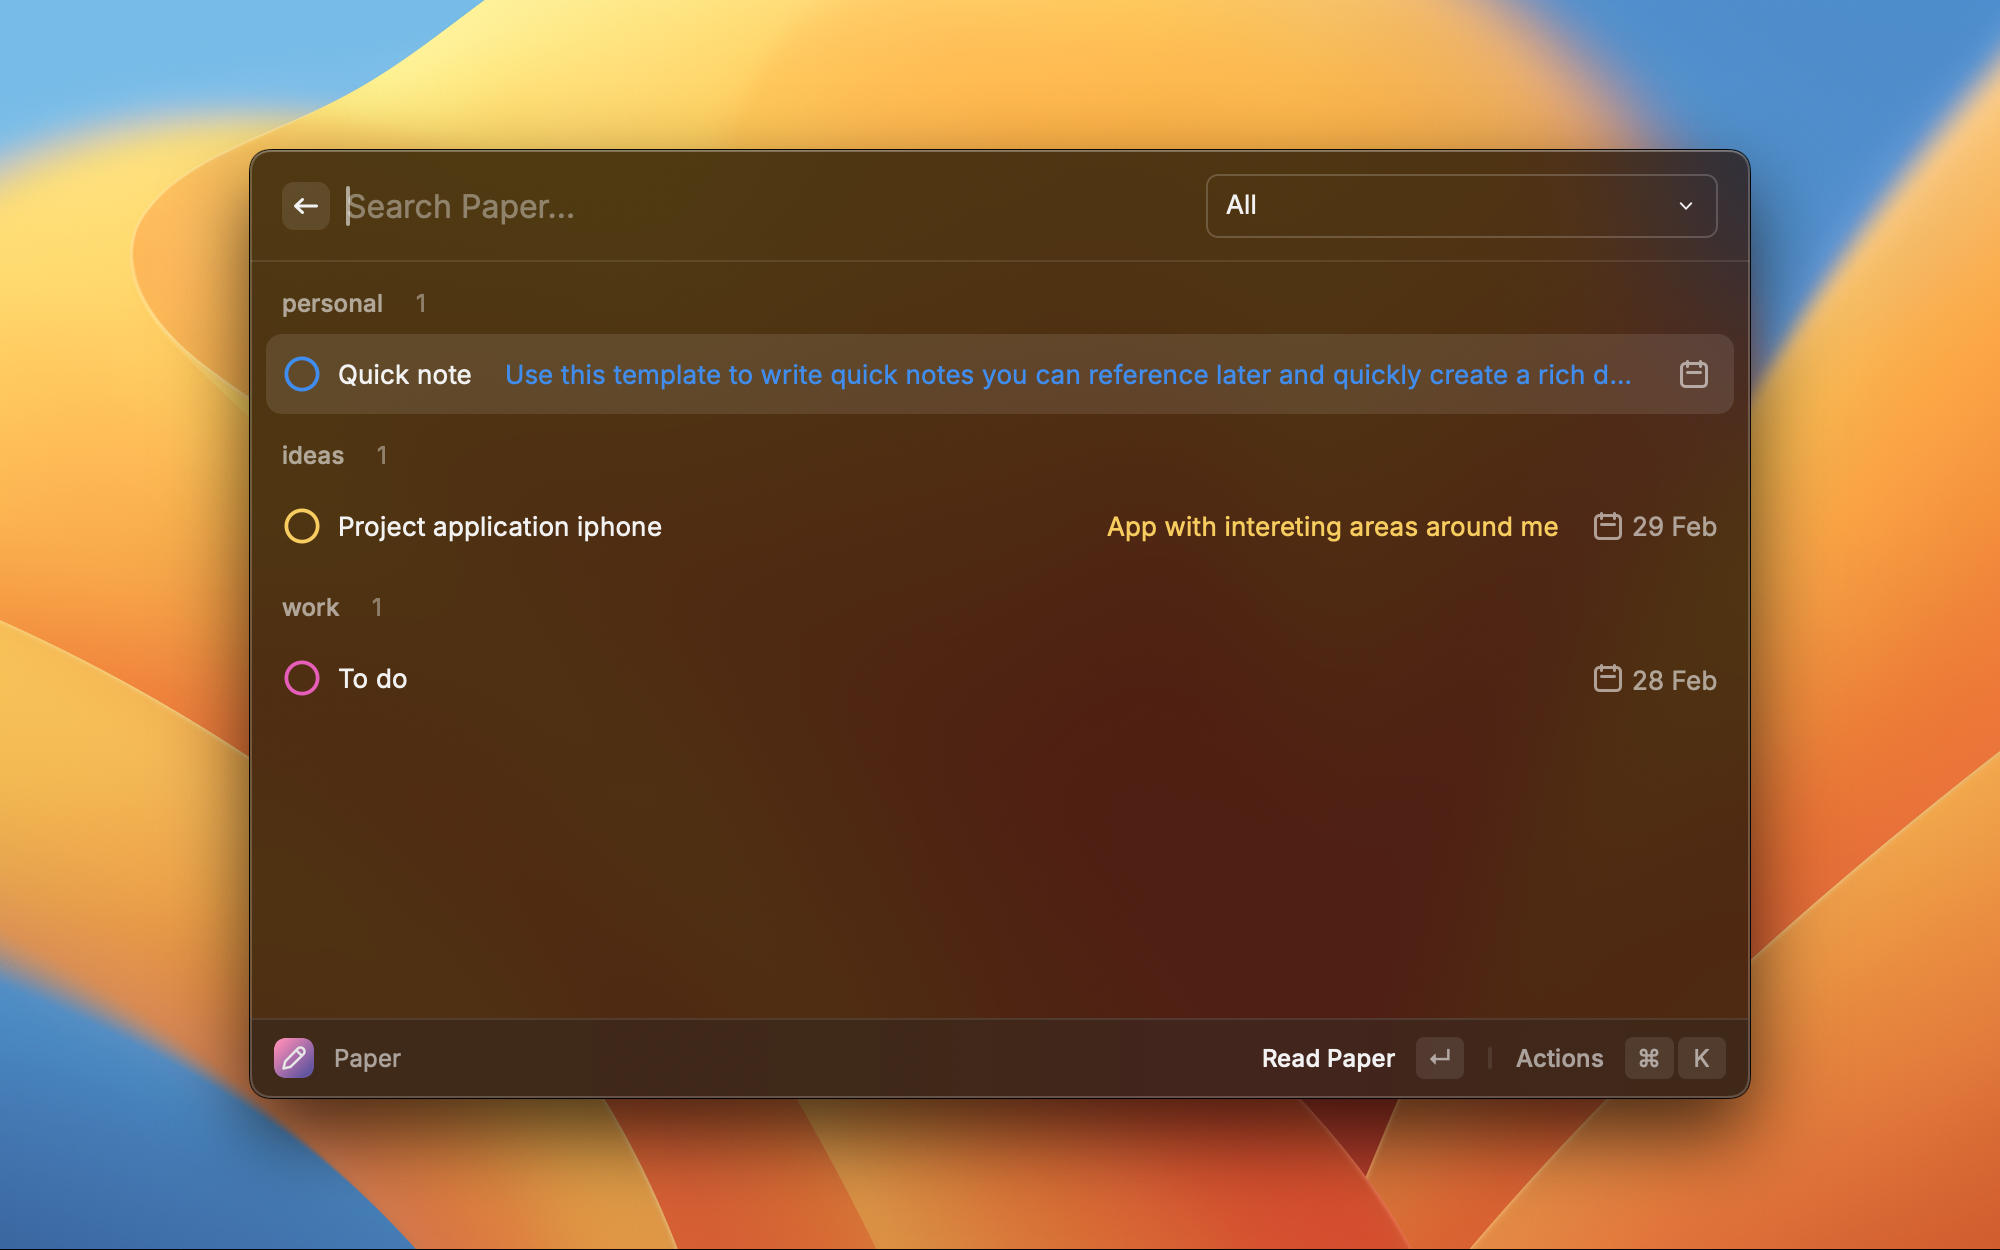 Search Paper...
All
personal 1
Quick note Use this template to write quick notes you can reference later and quickly create a rich d...
ideas 1
Project application iphone App with intereting areas around me 29 Feb
work 1
To do 28 Feb
Paper Read Paper ↵ Actions ⌘ K